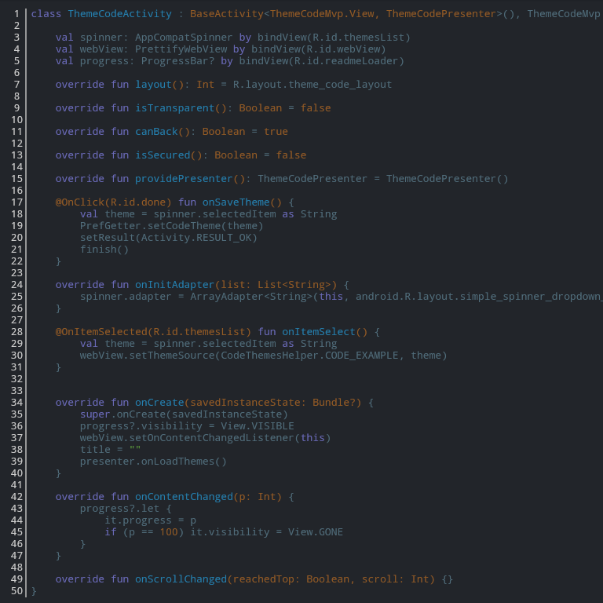 1 class ThemeCodeActivity : BaseActivity<ThemeCodeMvp.View, ThemeCodePresenter>(), ThemeCodeMvp
2
3     val spinner: AppCompatSpinner by bindView(R.id.themesList)
4     val webView: PrettifyWebView by bindView(R.id.webView)
5     val progress: ProgressBar? by bindView(R.id.readmeLoader)
6
7     override fun layout(): Int = R.layout.theme_code_layout
8
9     override fun isTransparent(): Boolean = false
10
11     override fun canBack(): Boolean = true
12
13     override fun isSecured(): Boolean = false
14
15     override fun providePresenter(): ThemeCodePresenter = ThemeCodePresenter()
16
17     @OnClick(R.id.done) fun onSaveTheme() {
18         val theme = spinner.selectedItem as String
19         PrefGetter.setCodeTheme(theme)
20         setResult(Activity.RESULT_OK)
21         finish()
22     }
23
24     override fun onInitAdapter(list: List<String>) {
25         spinner.adapter = ArrayAdapter<String>(this, android.R.layout.simple_spinner_dropdown_
26     }
27
28     @OnItemSelected(R.id.themesList) fun onItemSelect() {
29         val theme = spinner.selectedItem as String
30         webView.setThemeSource(CodeThemesHelper.CODE_EXAMPLE, theme)
31     }
32
33
34     override fun onCreate(savedInstanceState: Bundle?) {
35         super.onCreate(savedInstanceState)
36         progress?.visibility = View.VISIBLE
37         webView.setOnContentChangedListener(this)
38         title = ""
39         presenter.onLoadThemes()
40     }
41
42     override fun onContentChanged(p: Int) {
43         progress?.let {
44             it.progress = p
45             if (p == 100) it.visibility = View.GONE
46         }
47     }
48
49     override fun onScrollChanged(reachedTop: Boolean, scroll: Int) {}
50 }